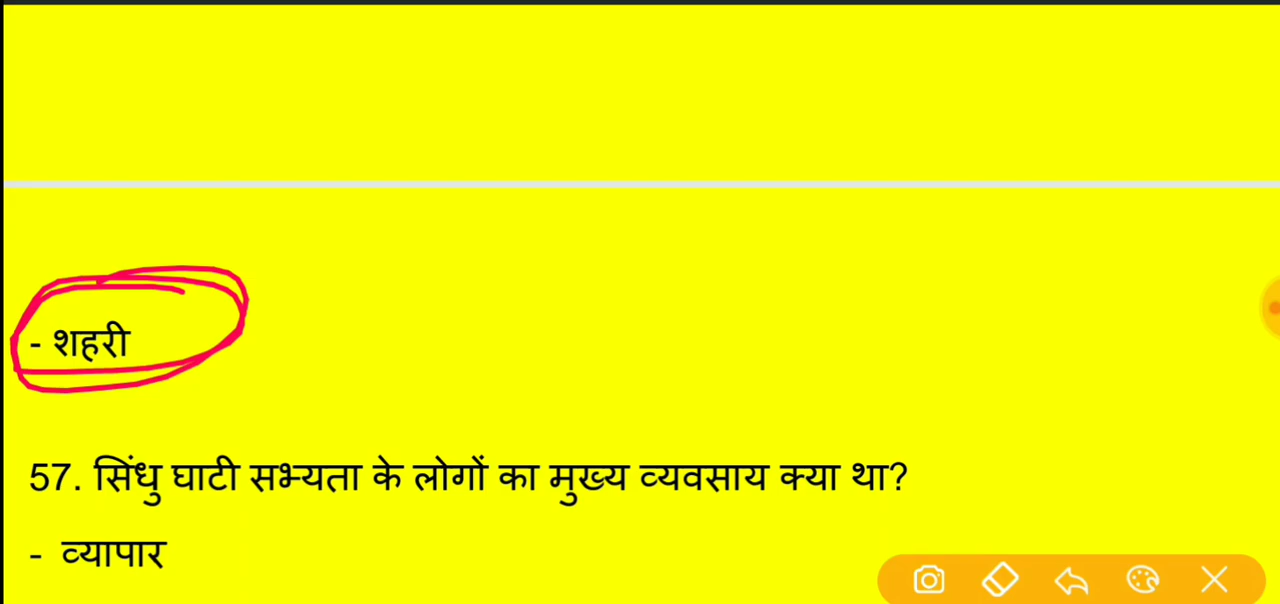 - शहरी
57. सिंधु घाटी सभ्यता के लोगों का मुख्य व्यवसाय क्या था?
- व्यापार